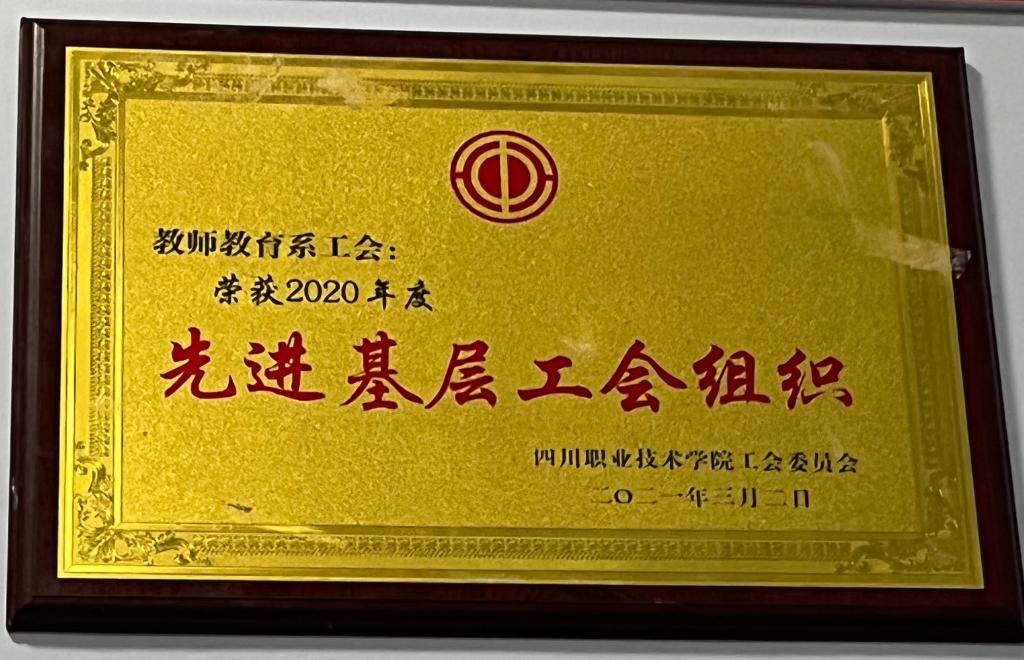 教师教育系工会:
荣获2020年度
先进基层工会组织
四川职业技术学院工会委员会
二〇二一年三月二日